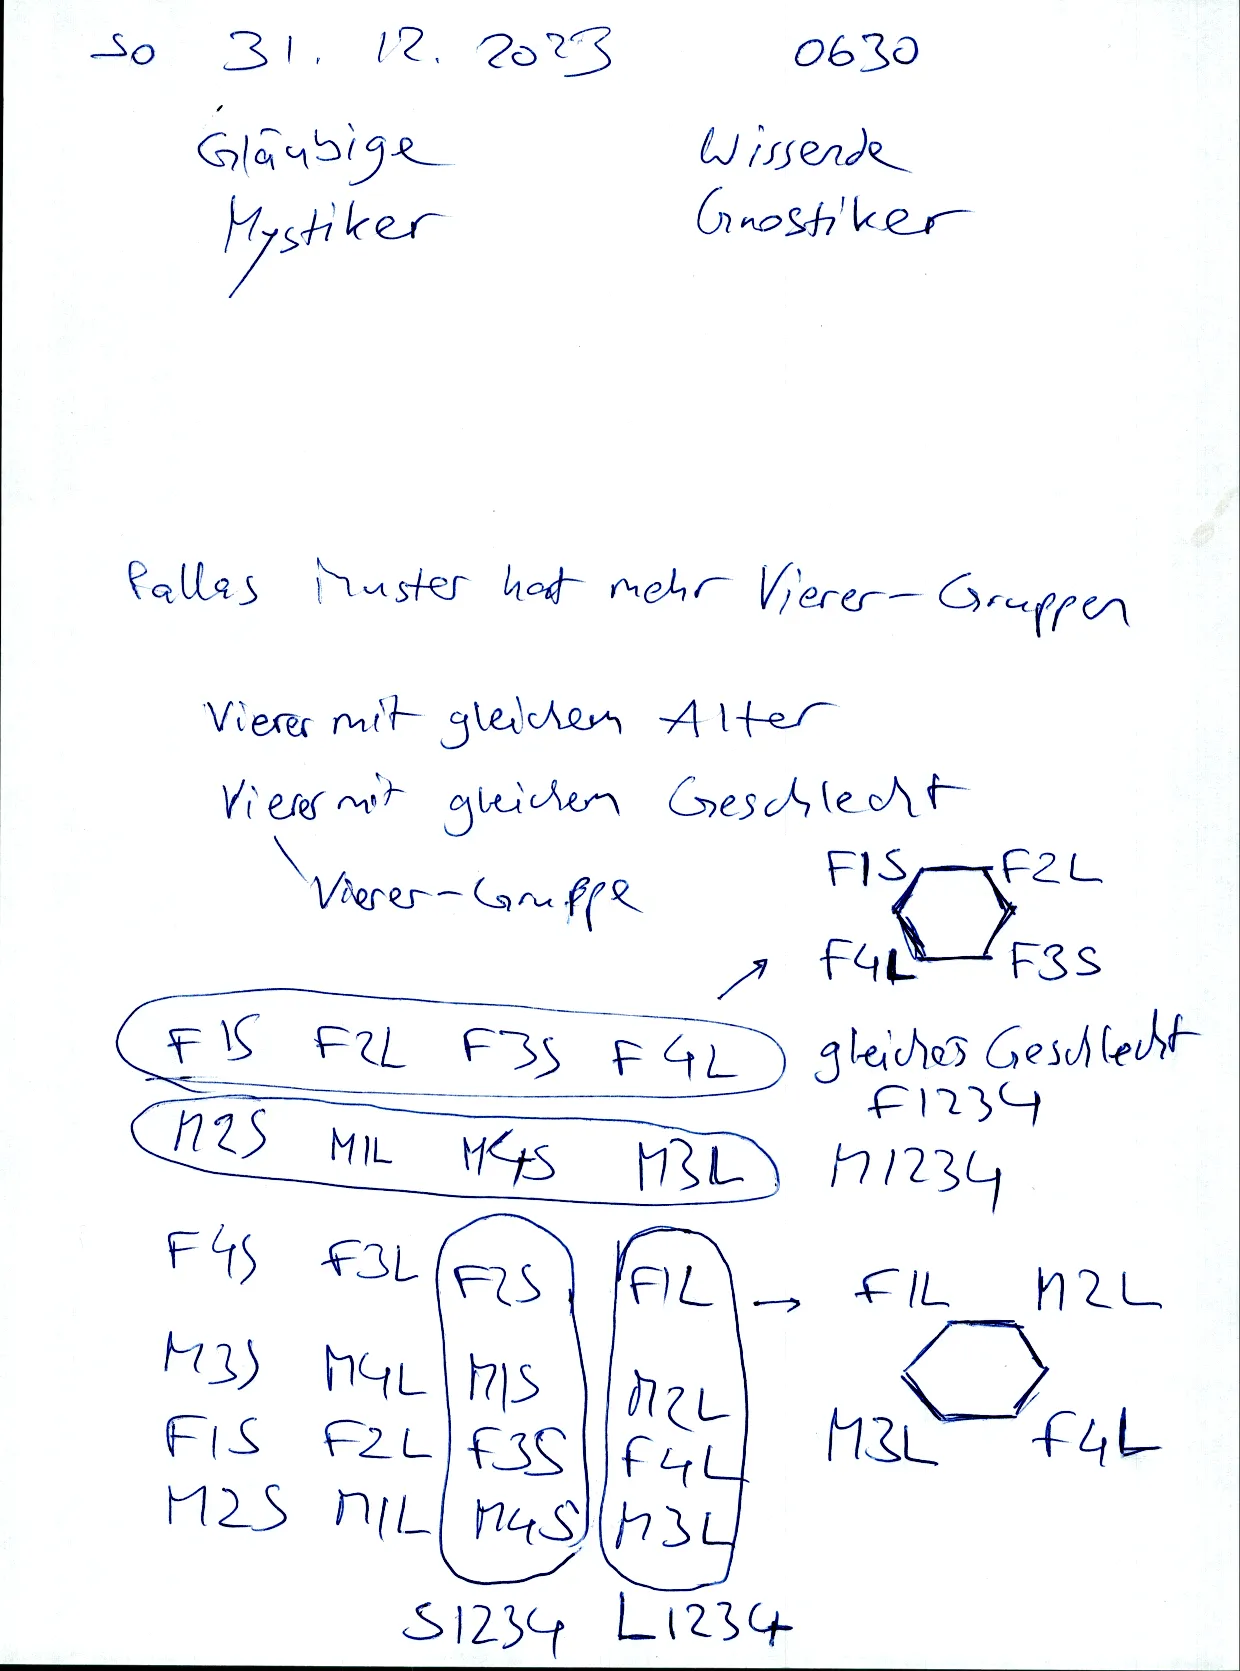 So 31. 12. 2023 0630
Gläubige Wissende
Mystiker Gnostiker
Pallas Muster hat mehr Vierer-Gruppen
Vierer mit gleichem Alter
Vierer mit gleichem Geschlecht
Vierer-Gruppe
F1S F2L
F4L F3S
F1S F2L F3S F4L gleiches Geschlecht
F1234
M2S M1L M4S M3L M1234
F4S F3L F2S F1L F1L M2L
M3S M4L M1S M2L
F1S F2L F3S F4L M3L F4L
M2S M1L M4S M3L
S1234 L1234